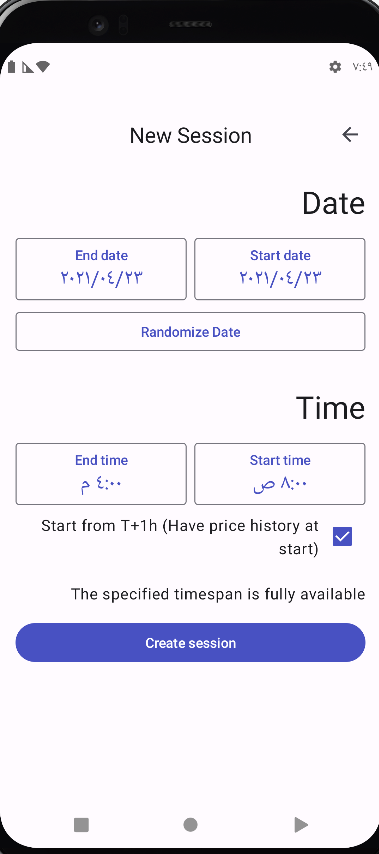 ٧:٤٩
New Session
Date
Start date
٢٠٢١/٠٤/٢٣
End date
٢٠٢١/٠٤/٢٣
Randomize Date
Time
Start time
٨:٠٠ ص
End time
٤:٠٠ م
Start from T+1h (Have price history at
start)
The specified timespan is fully available
Create session